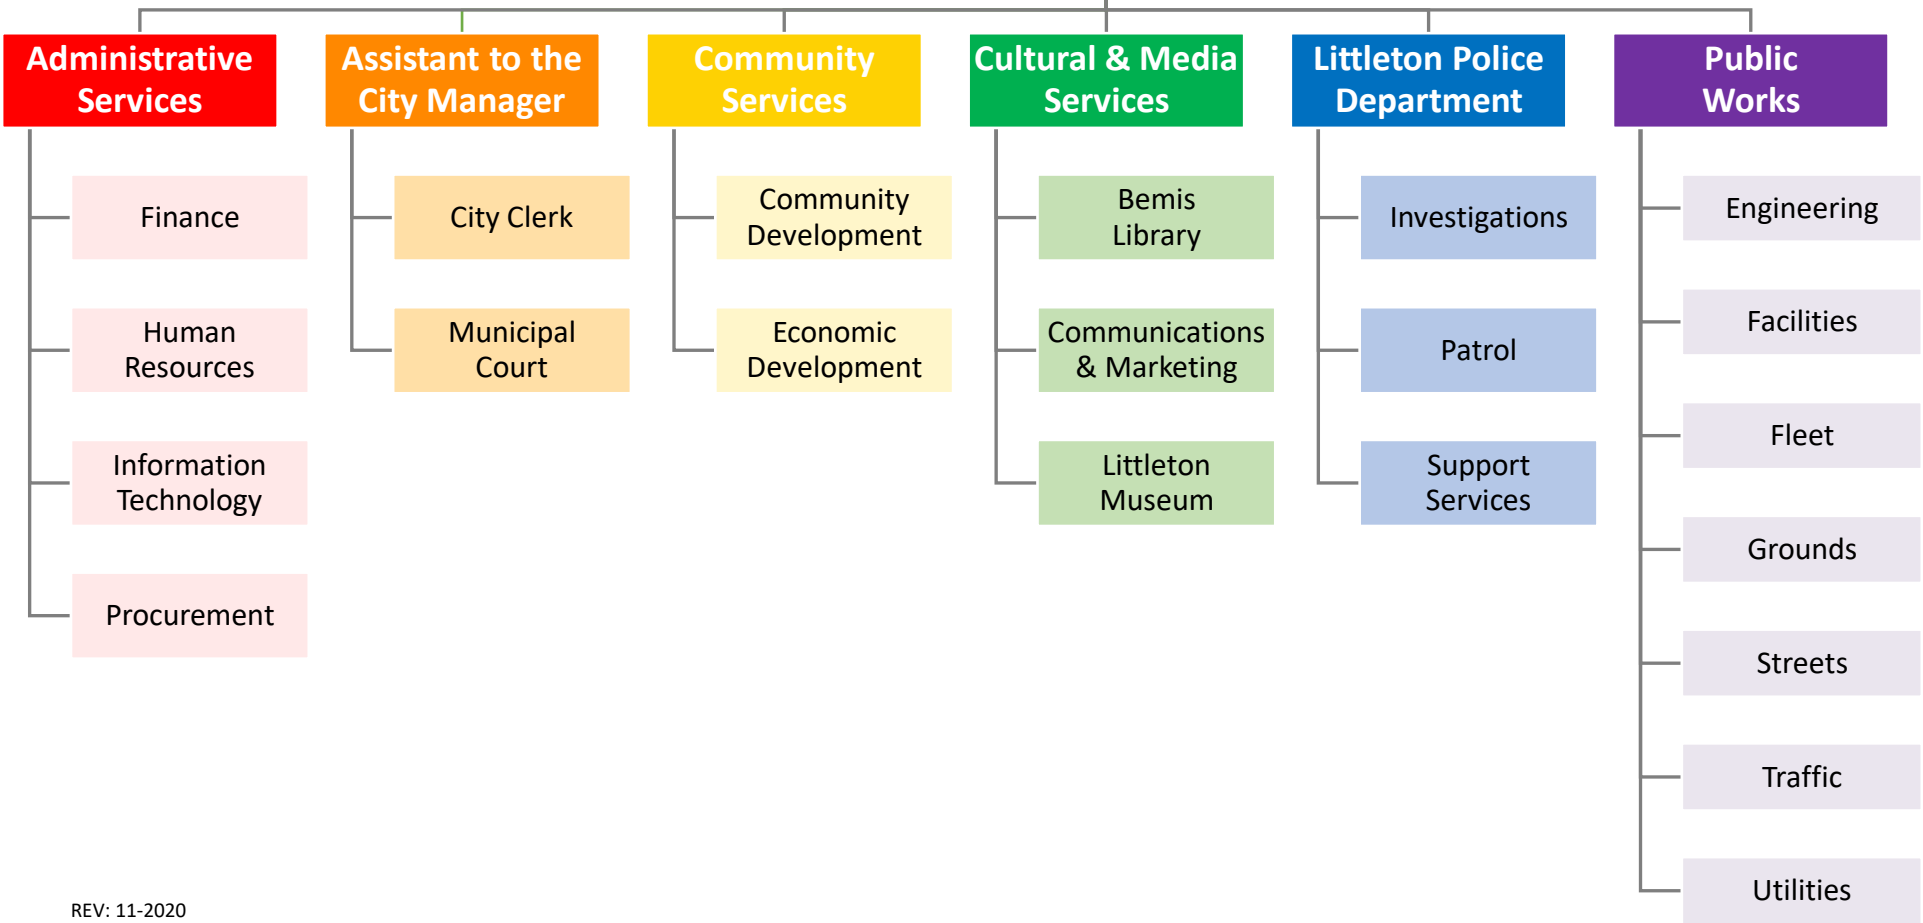 Administrative
Services
Finance
Human
Resources
Information
Technology
Procurement
Assistant to the
City Manager
City Clerk
Municipal
Court
Community
Services
Community
Development
Economic
Development
Cultural & Media
Services
Bemis
Library
Communications
& Marketing
Littleton
Museum
Littleton Police
Department
Investigations
Patrol
Support
Services
Public
Works
Engineering
Facilities
Fleet
Grounds
Streets
Traffic
Utilities
REV: 11-2020